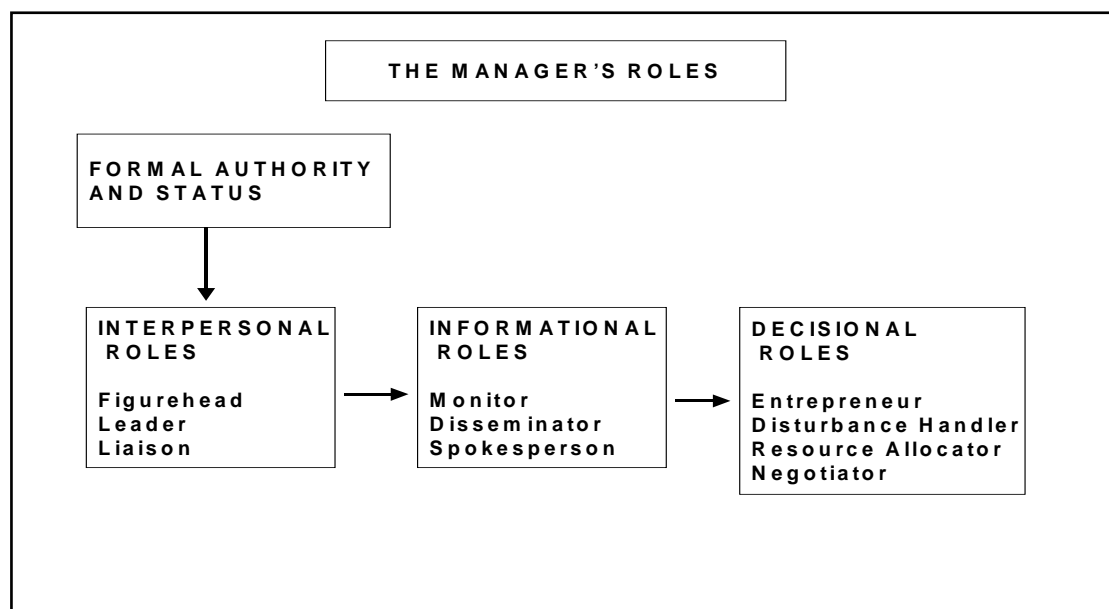 THE MANAGER'S ROLES
FORMAL AUTHORITY
AND STATUS
INTERPERSONAL
ROLES
Figurehead
Leader
Liaison
INFORMATIONAL
ROLES
Monitor
Disseminator
Spokesperson
DECISIONAL
ROLES
Entrepreneur
Disturbance Handler
Resource Allocator
Negotiator